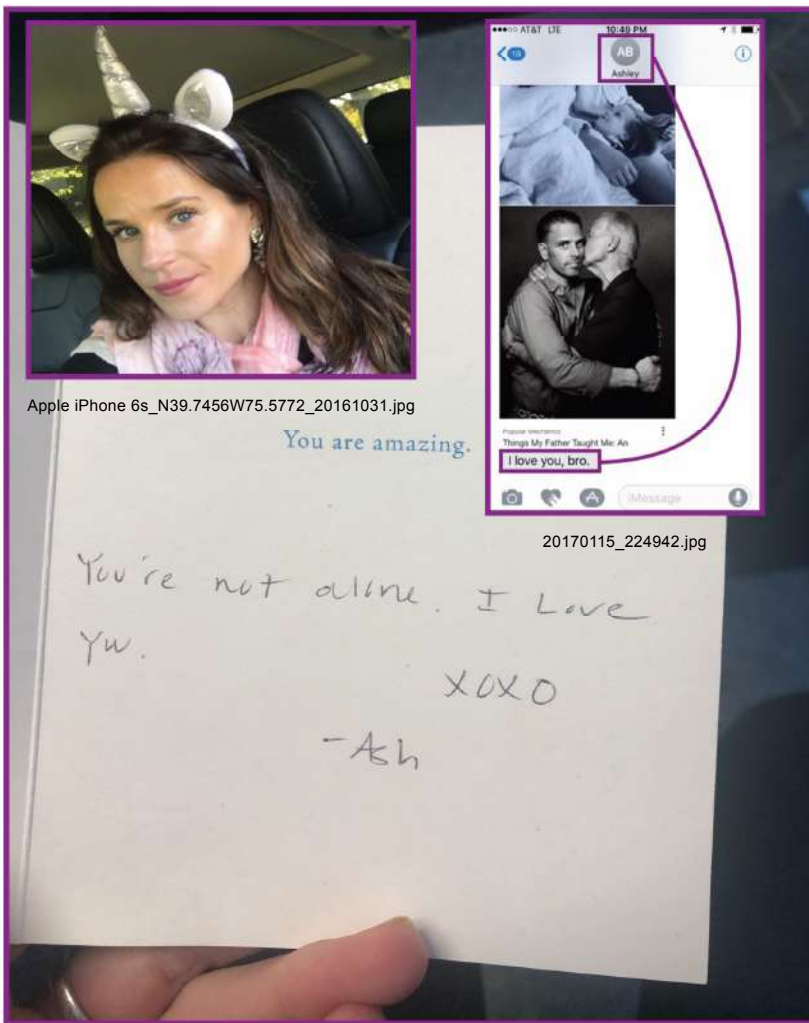 ●●●○○ AT&T LTE 10:49 PM
19
AB
Ashley
Apple iPhone 6s_N39.7456W75.5772_20161031.jpg
Popular Mechanics
Things My Father Taught Me: An
I love you, bro.
iMessage
20170115_224942.jpg
You are amazing.
You're not alone. I Love
You.
XOXO
-Ash